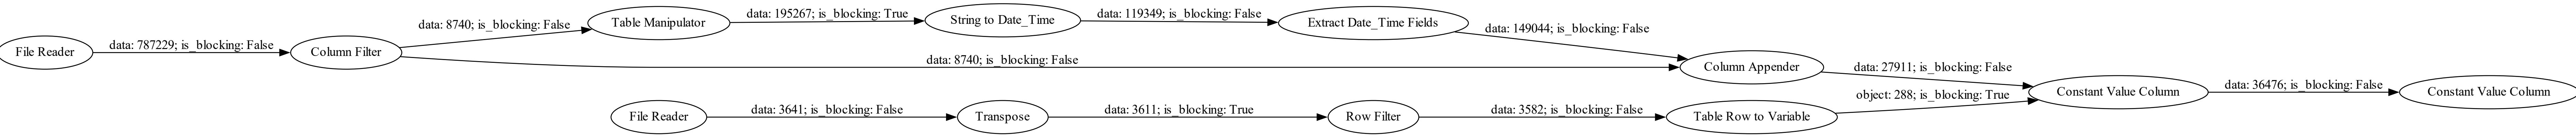 File Reader
data: 787229; is_blocking: False
Column Filter
data: 8740; is_blocking: False
Table Manipulator
data: 195267; is_blocking: True
String to Date_Time
data: 119349; is_blocking: False
Extract Date_Time Fields
data: 149044; is_blocking: False
data: 8740; is_blocking: False
Column Appender
data: 27911; is_blocking: False
File Reader
data: 3641; is_blocking: False
Transpose
data: 3611; is_blocking: True
Row Filter
data: 3582; is_blocking: False
Table Row to Variable
object: 288; is_blocking: True
Constant Value Column
data: 36476; is_blocking: False
Constant Value Column